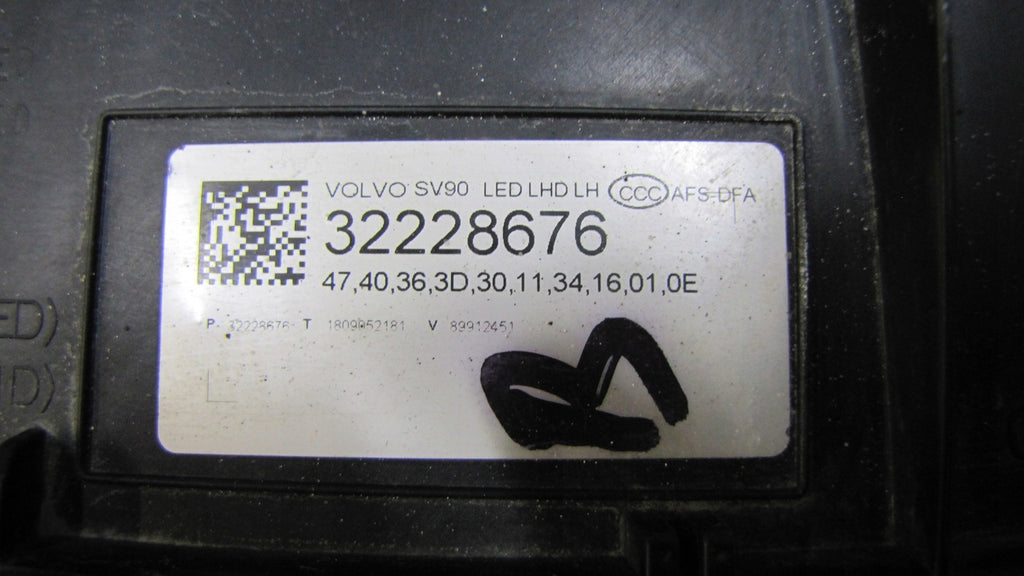 VOLVO SV90 LED LHD LH CCC AFS-DFA
32228676
47,40,36,3D,30,11,34,16,01,0E
P 32228676 T 1809952181 V 89912451
ED)